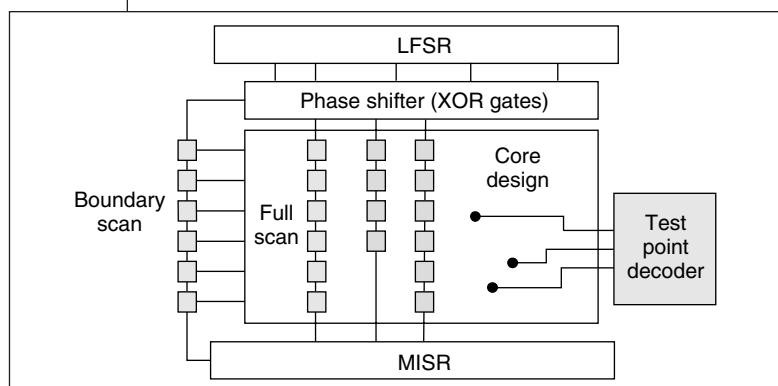 LFSR
Phase shifter (XOR gates)
Boundary
scan
Full
scan
Core
design
Test
point
decoder
MISR